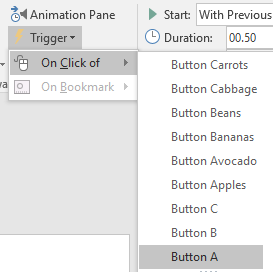 Animation Pane
Start: With Previous
Trigger
Duration: 00.50
On Click of
On Bookmark
Button Carrots
Button Cabbage
Button Beans
Button Bananas
Button Avocado
Button Apples
Button C
Button B
Button A